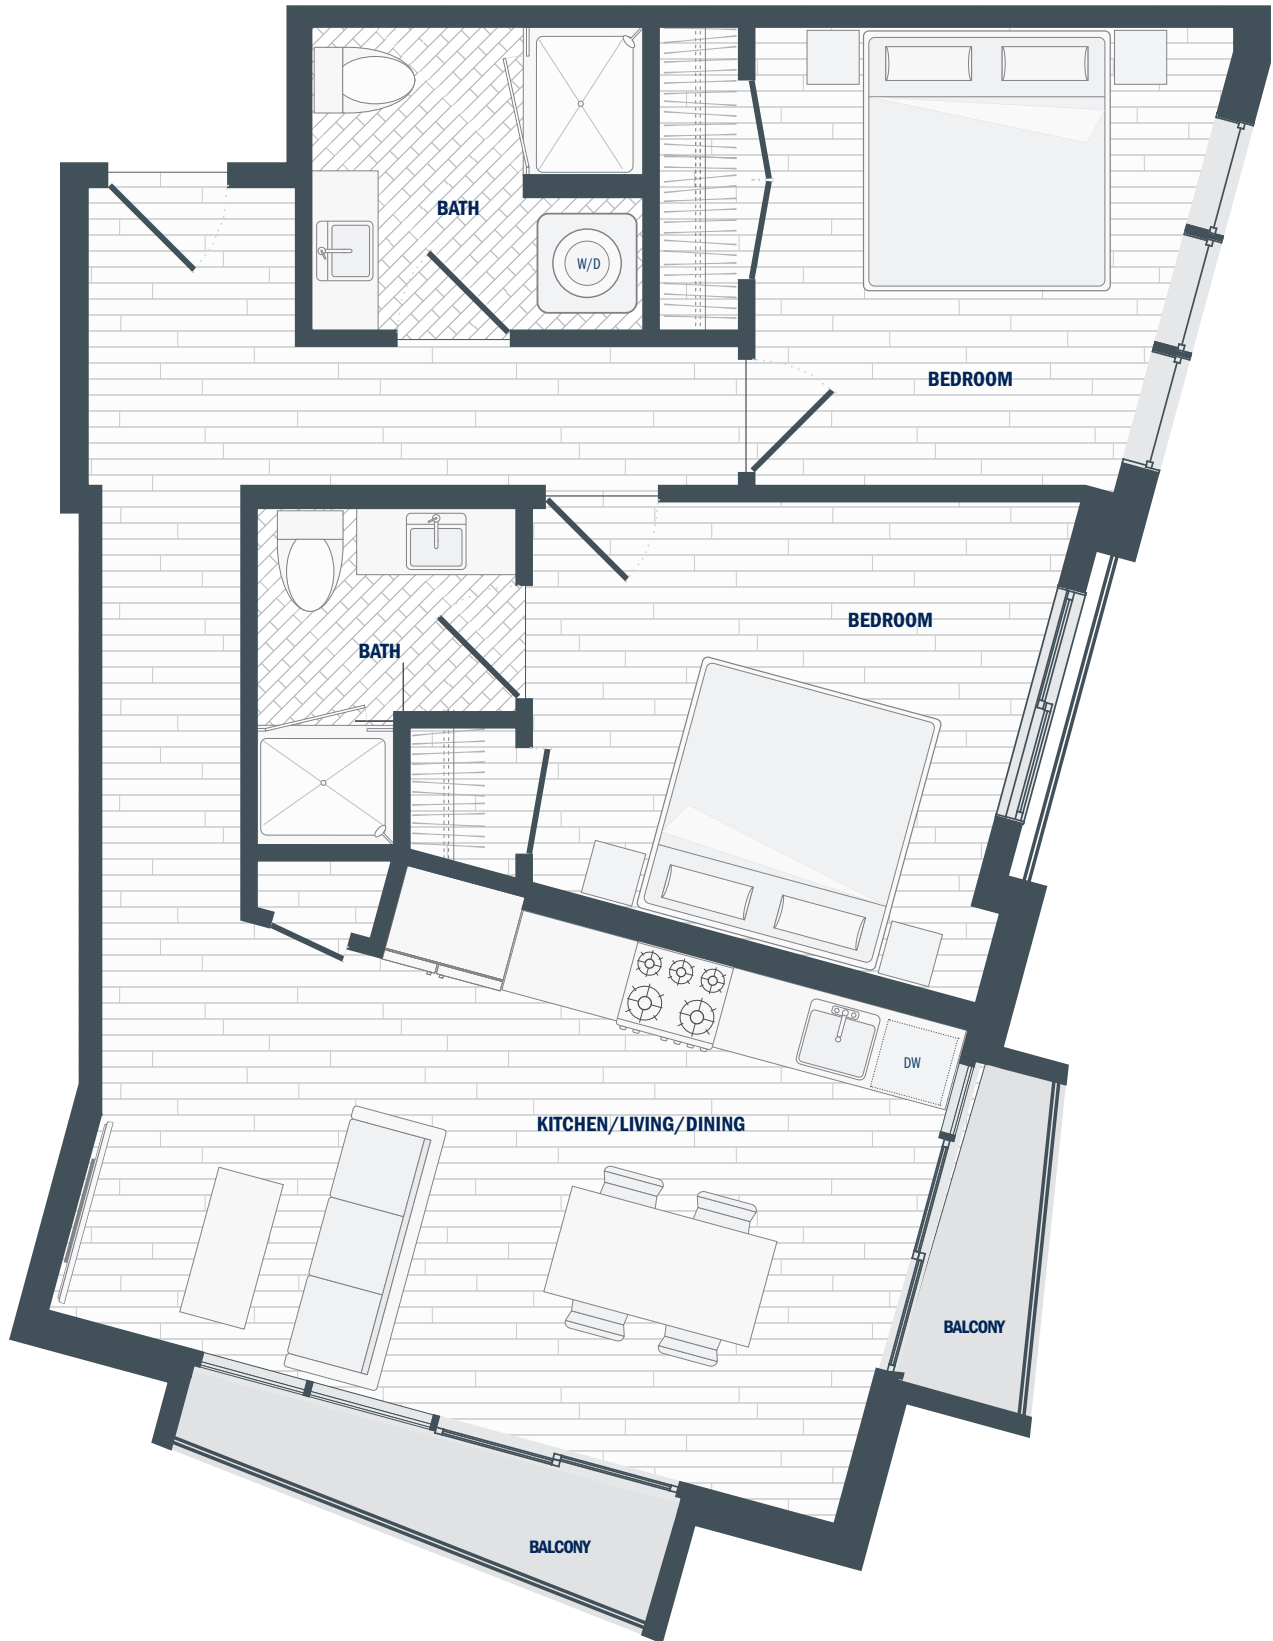 BATH
W/D
BEDROOM
BEDROOM
BATH
DW
KITCHEN/LIVING/DINING
BALCONY
BALCONY